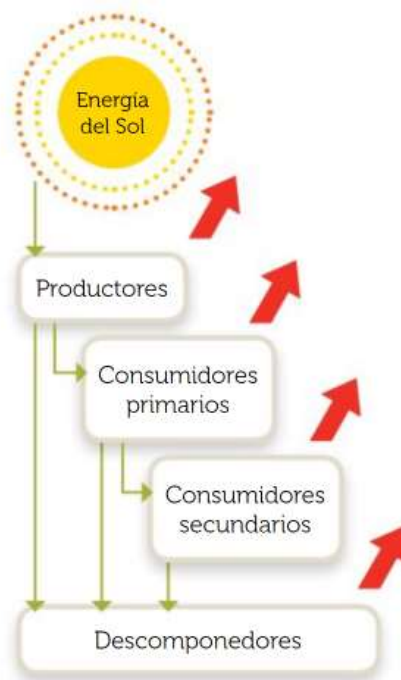 Energía
del Sol
Productores
Consumidores
primarios
Consumidores
secundarios
Descomponedores